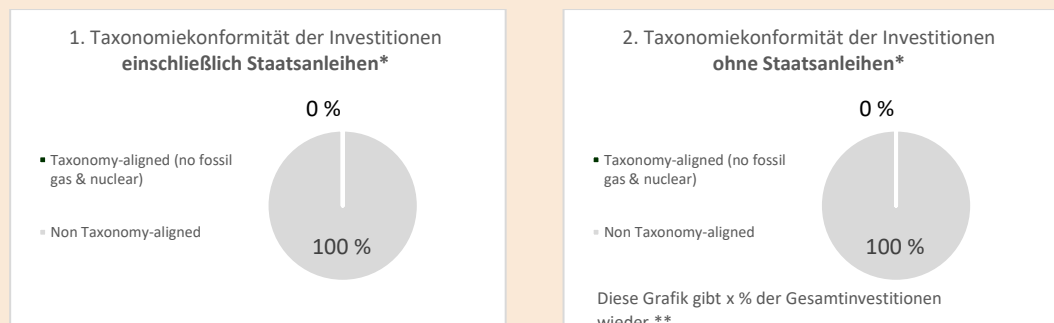 1. Taxonomiekonformität der Investitionen
einschließlich Staatsanleihen*
0 %
Taxonomy-aligned (no fossil
gas & nuclear)
Non Taxonomy-aligned
100 %
2. Taxonomiekonformität der Investitionen
ohne Staatsanleihen*
0 %
Taxonomy-aligned (no fossil
gas & nuclear)
Non Taxonomy-aligned
100 %
Diese Grafik gibt x % der Gesamtinvestitionen
wieder.**